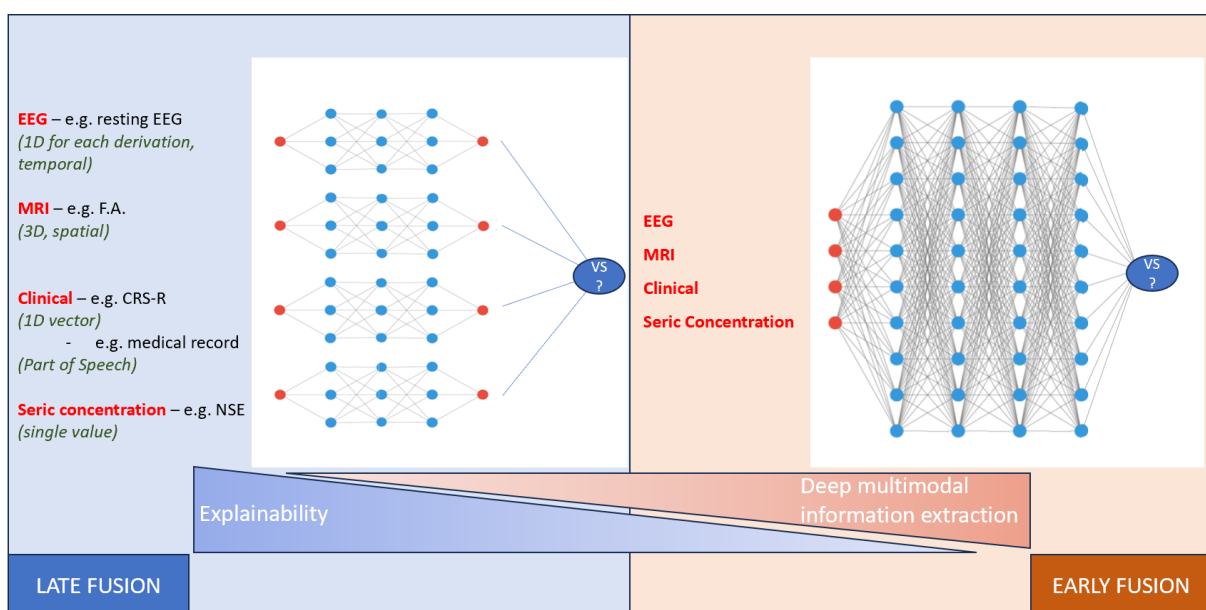 EEG – e.g. resting EEG
(1D for each derivation,
temporal)
MRI – e.g. F.A.
(3D, spatial)
Clinical – e.g. CRS-R
(1D vector)
- e.g. medical record
(Part of Speech)
Seric concentration – e.g. NSE
(single value)
VS
?
EEG
MRI
Clinical
Seric Concentration
VS
?
Explainability
Deep multimodal
information extraction
LATE FUSION
EARLY FUSION